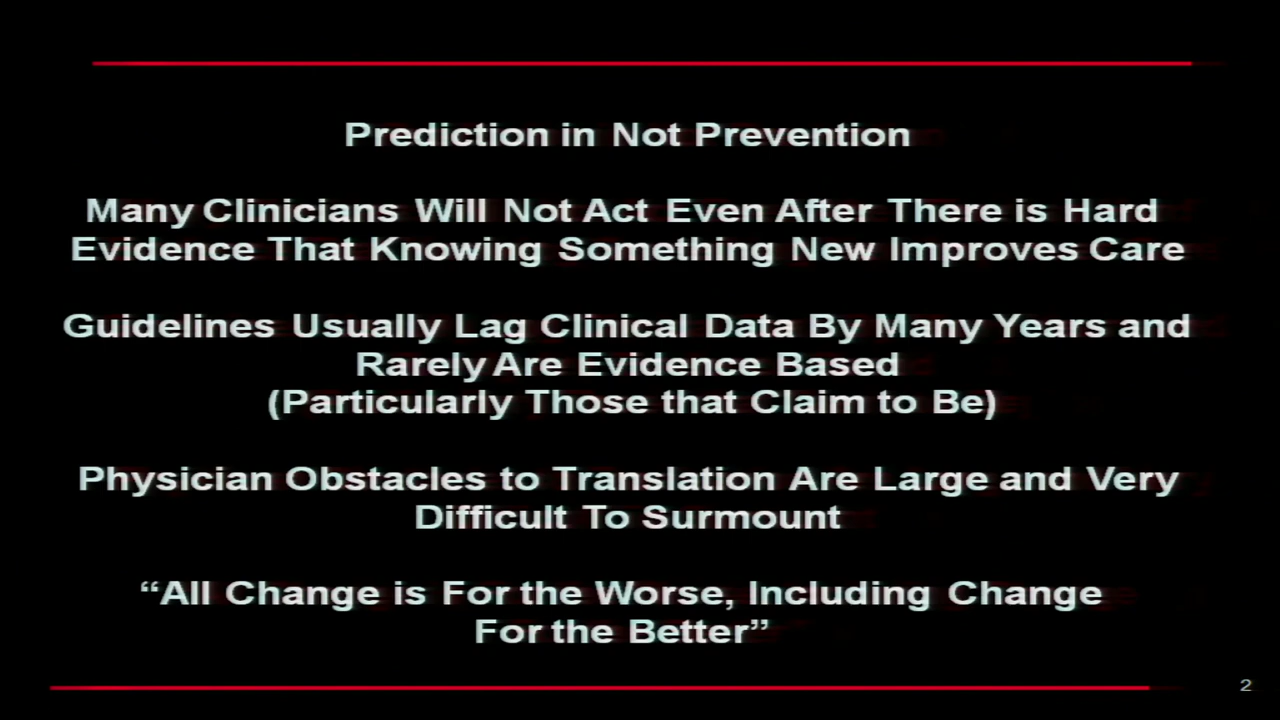 Prediction in Not Prevention
Many Clinicians Will Not Act Even After There is Hard
Evidence That Knowing Something New Improves Care
Guidelines Usually Lag Clinical Data By Many Years and
Rarely Are Evidence Based
(Particularly Those that Claim to Be)
Physician Obstacles to Translation Are Large and Very
Difficult To Surmount
“All Change is For the Worse, Including Change
For the Better”
2